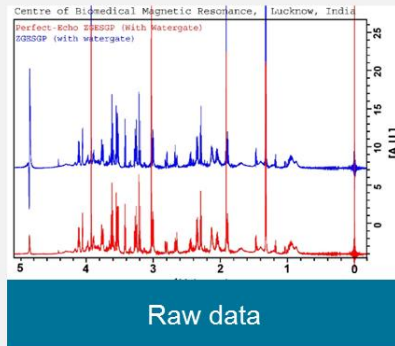 Centre of Biomedical Magnetic Resonance, Lucknow, India
Perfect-Echo ZGESGP (With Watergate)
ZGESGP (with watergate)
25
20
15
10
5
0
[A.U.]
5
4
3
2
1
0
Raw data